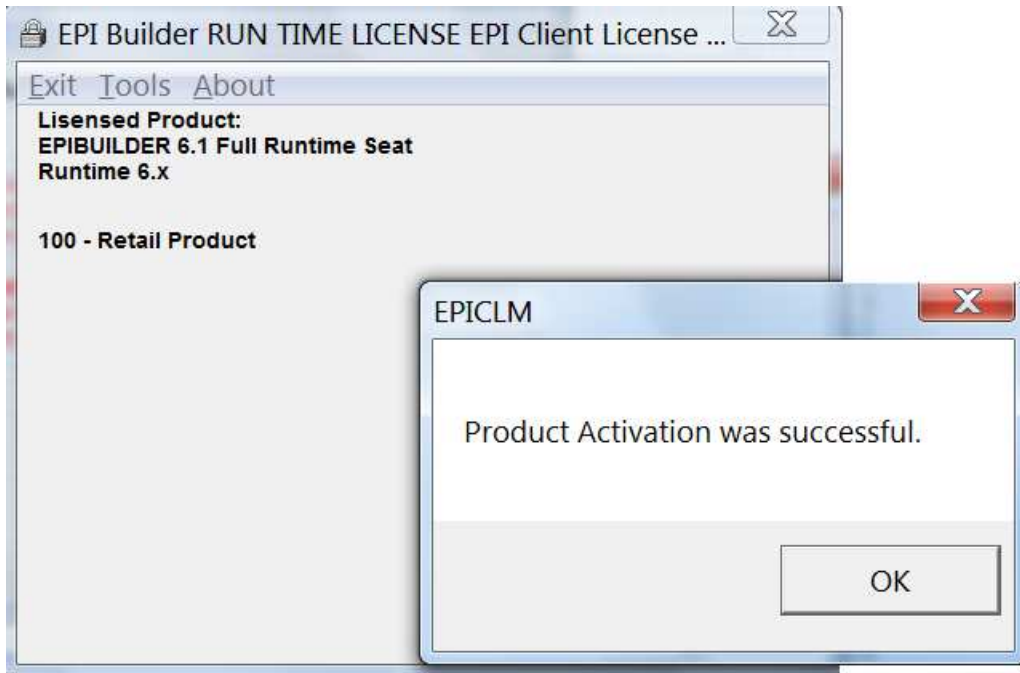 EPI Builder RUN TIME LICENSE EPI Client License ...
Exit Tools About
Lisensed Product:
EPIBUILDER 6.1 Full Runtime Seat
Runtime 6.x
100 - Retail Product
EPICLM
Product Activation was successful.
OK